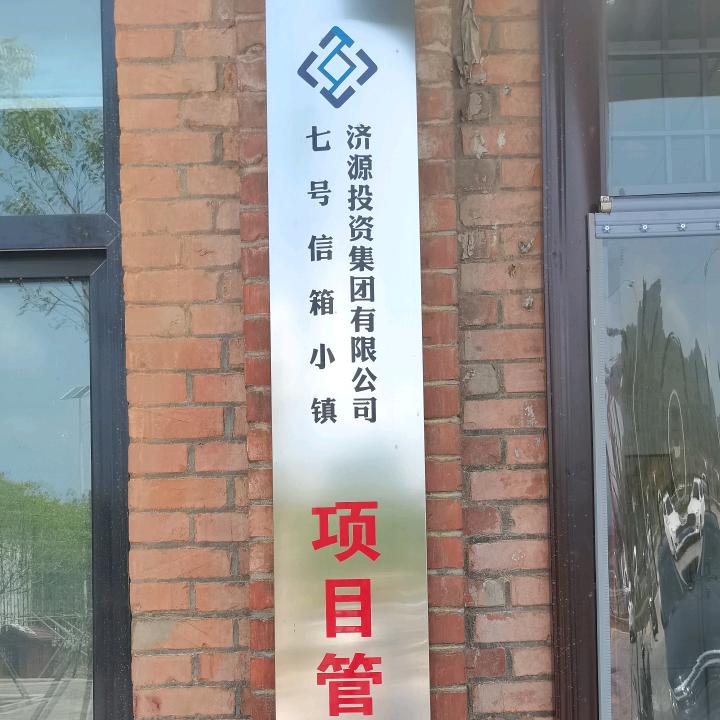 济源投资集团有限公司
七号信箱小镇
项目管